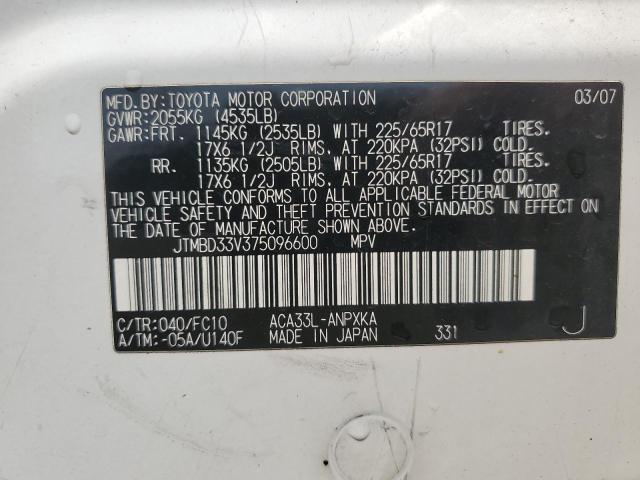 MFD. BY: TOYOTA MOTOR CORPORATION 03/07
GVWR: 2055KG (4535LB)
GAWR: FRT. 1145KG (2535LB) WITH 225/65R17 TIRES.
17X6 1/2J RIMS, AT 220KPA (32PSI) COLD.
RR. 1135KG (2505LB) WITH 225/65R17 TIRES.
17X6 1/2J RIMS, AT 220KPA (32PSI) COLD.
THIS VEHICLE CONFORMS TO ALL APPLICABLE FEDERAL MOTOR
VEHICLE SAFETY AND THEFT PREVENTION STANDARDS IN EFFECT ON
THE DATE OF MANUFACTURE SHOWN ABOVE.
JTMBD33V375096600 MPV
C/TR: 040/FC10 ACA33L-ANPXKA
A/TM: -05A/U140F MADE IN JAPAN 331 J